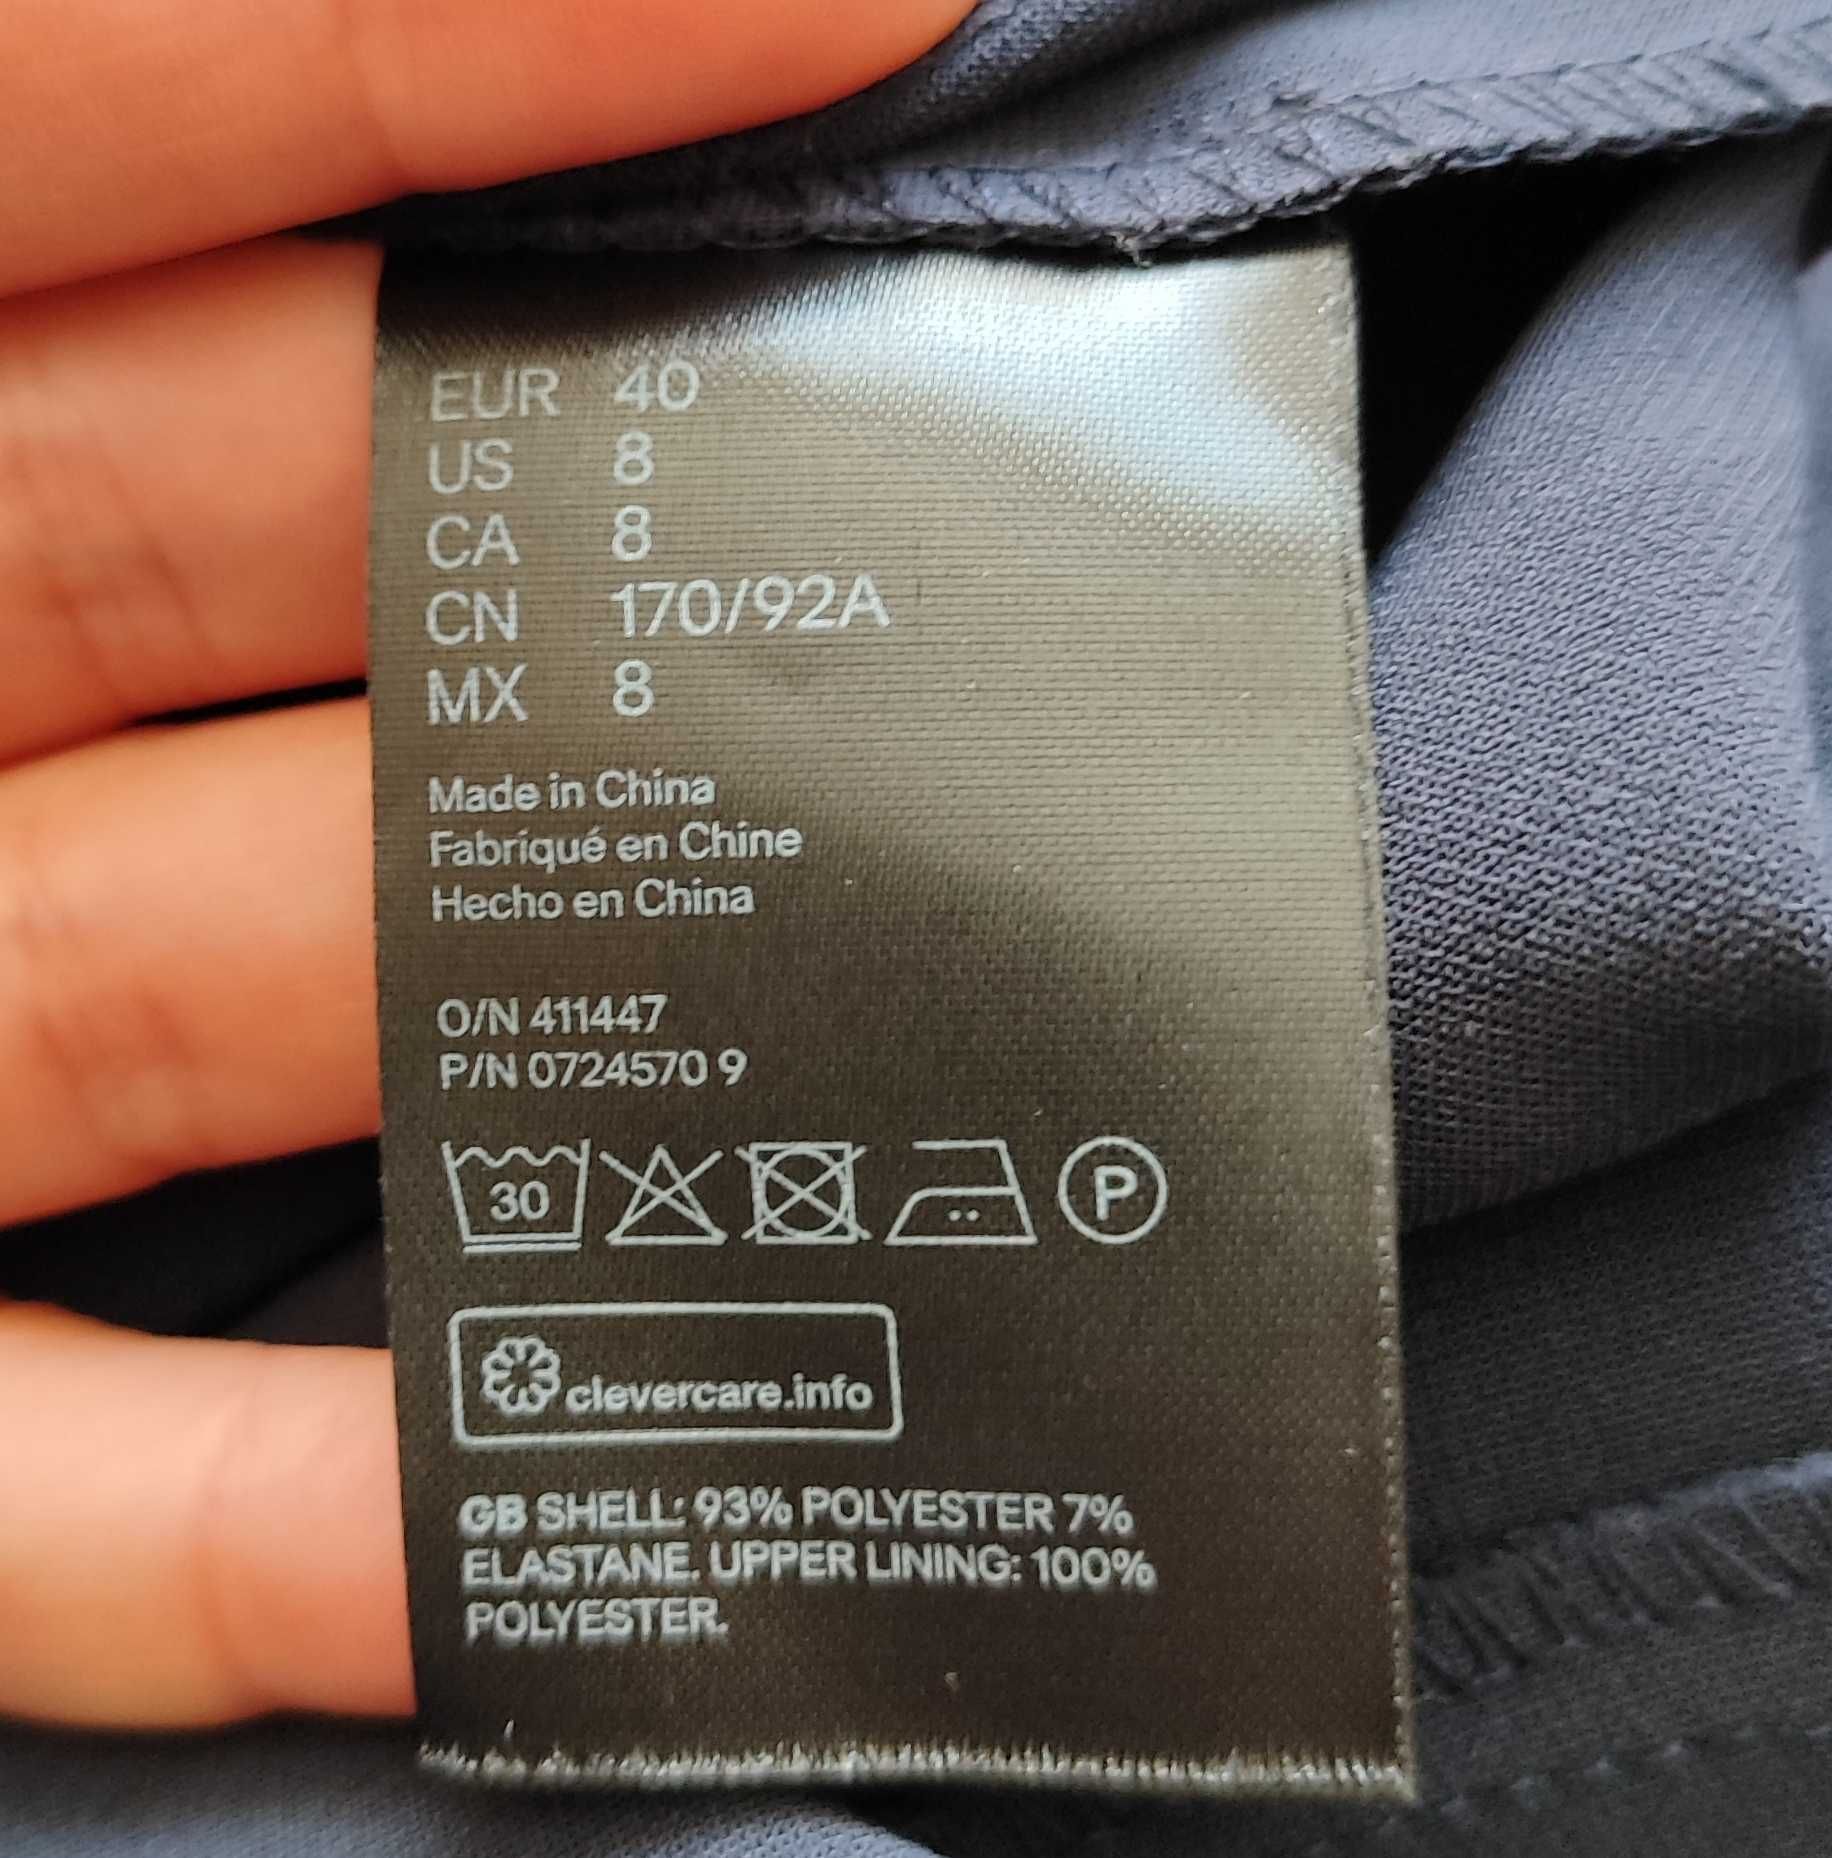 EUR 40
US 8
CA 8
CN 170/92A
MX 8
Made in China
Fabriqué en Chine
Hecho en China
O/N 411447
P/N 0724570 9
30
P
clevercare.info
GB SHELL: 93% POLYESTER 7%
ELASTANE. UPPER LINING: 100%
POLYESTER.